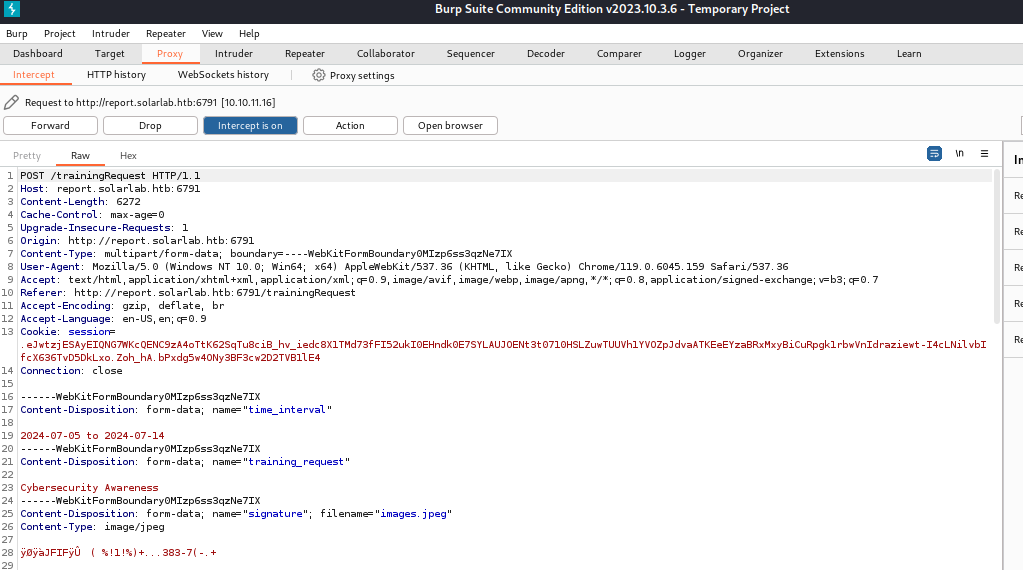 Burp Suite Community Edition v2023.10.3.6 - Temporary Project
Burp Project Intruder Repeater View Help
Dashboard Target Proxy Intruder Repeater Collaborator Sequencer Decoder Comparer Logger Organizer Extensions Learn
Intercept HTTP history WebSockets history Proxy settings
Request to http://report.solarlab.htb:6791 [10.10.11.16]
Forward Drop Intercept is on Action Open browser
Pretty Raw Hex \n
In
Re
Re
Re
Re
Re
1 POST /trainingRequest HTTP/1.1
2 Host: report.solarlab.htb:6791
3 Content-Length: 6272
4 Cache-Control: max-age=0
5 Upgrade-Insecure-Requests: 1
6 Origin: http://report.solarlab.htb:6791
7 Content-Type: multipart/form-data; boundary=----WebKitFormBoundary0MIzp6ss3qzNe7IX
8 User-Agent: Mozilla/5.0 (Windows NT 10.0; Win64; x64) AppleWebKit/537.36 (KHTML, like Gecko) Chrome/119.0.6045.159 Safari/537.36
9 Accept: text/html,application/xhtml+xml,application/xml;q=0.9,image/avif,image/webp,image/apng,*/*;q=0.8,application/signed-exchange;v=b3;q=0.7
10 Referer: http://report.solarlab.htb:6791/trainingRequest
11 Accept-Encoding: gzip, deflate, br
12 Accept-Language: en-US,en;q=0.9
13 Cookie: session=
.eJwtzjESAyEIQNG7WKcQENC9zA4oTtK62SqTu8ciB_hv_iedc8X1TMd73fFI52ukI0EHndk0E7SYLAUJOENt3t0710HSLZuwTUUVh1YVOZpJdvaATKEeEYzaBRxMxyBiCuRpgk1rbwVnIdraziewt-I4cLNilvbI
fcX636TvD5DkLxo.Zoh_hA.bPxdg5w4ONy3BF3cw2D2TVB1lE4
14 Connection: close
15
16 ------WebKitFormBoundary0MIzp6ss3qzNe7IX
17 Content-Disposition: form-data; name="time_interval"
18
19 2024-07-05 to 2024-07-14
20 ------WebKitFormBoundary0MIzp6ss3qzNe7IX
21 Content-Disposition: form-data; name="training_request"
22
23 Cybersecurity Awareness
24 ------WebKitFormBoundary0MIzp6ss3qzNe7IX
25 Content-Disposition: form-data; name="signature"; filename="images.jpeg"
26 Content-Type: image/jpeg
27
28 ÿØÿàJFIFÿÛ ( %!1!%)+...383-7(-.+
29